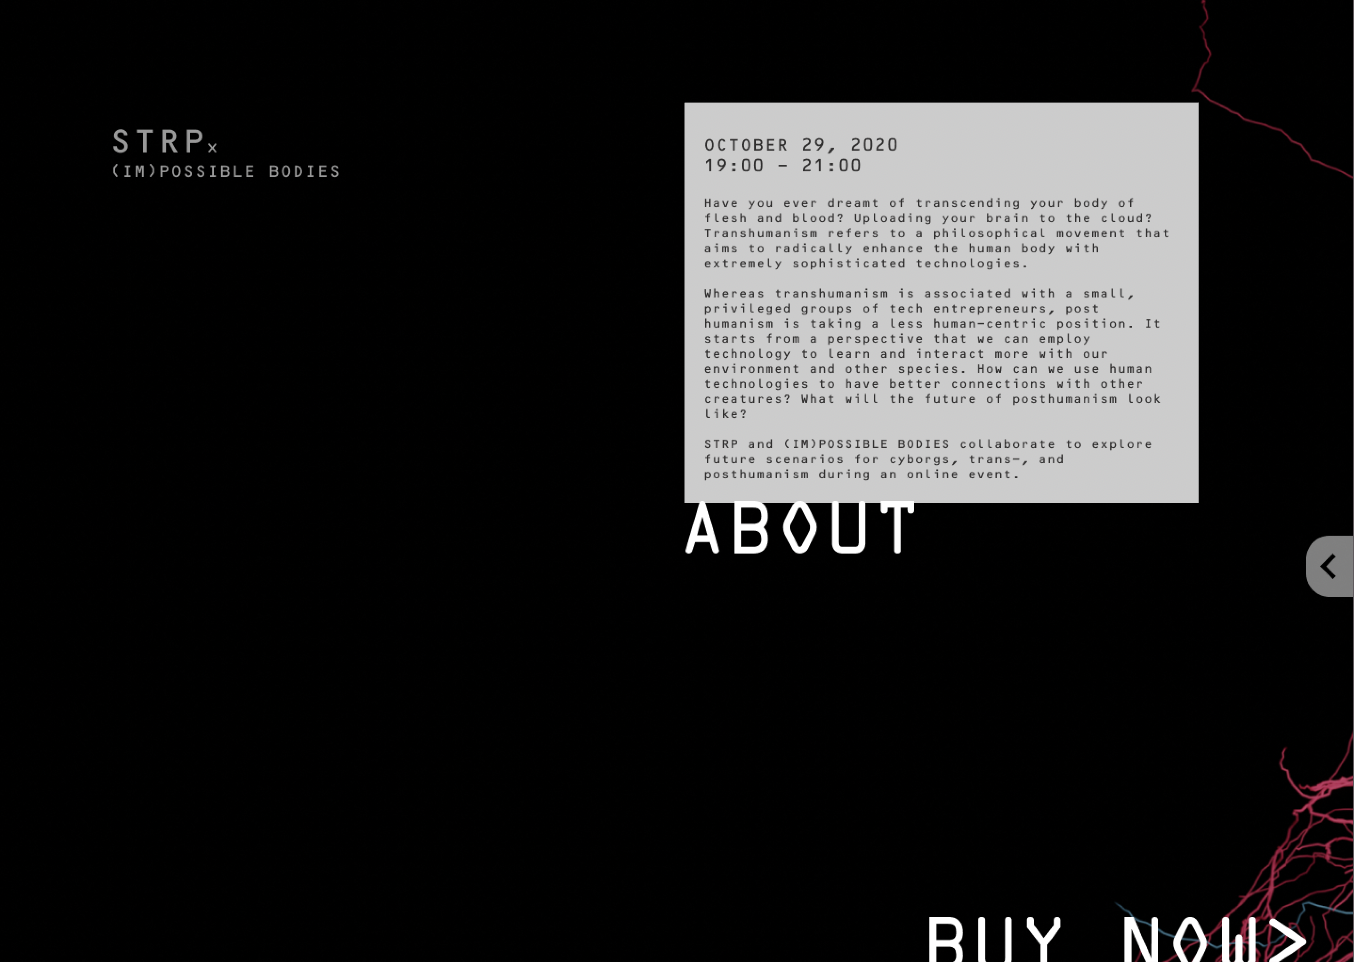 STRPx
(IM)POSSIBLE BODIES
OCTOBER 29, 2020
19:00 – 21:00
Have you ever dreamt of transcending your body of
flesh and blood? Uploading your brain to the cloud?
Transhumanism refers to a philosophical movement that
aims to radically enhance the human body with
extremely sophisticated technologies.
Whereas transhumanism is associated with a small,
privileged groups of tech entrepreneurs, post
humanism is taking a less human-centric position. It
starts from a perspective that we can employ
technology to learn and interact more with our
environment and other species. How can we use human
technologies to have better connections with other
creatures? What will the future of posthumanism look
like?
STRP and (IM)POSSIBLE BODIES collaborate to explore
future scenarios for cyborgs, trans-, and
posthumanism during an online event.
ABOUT
BUY NOW>